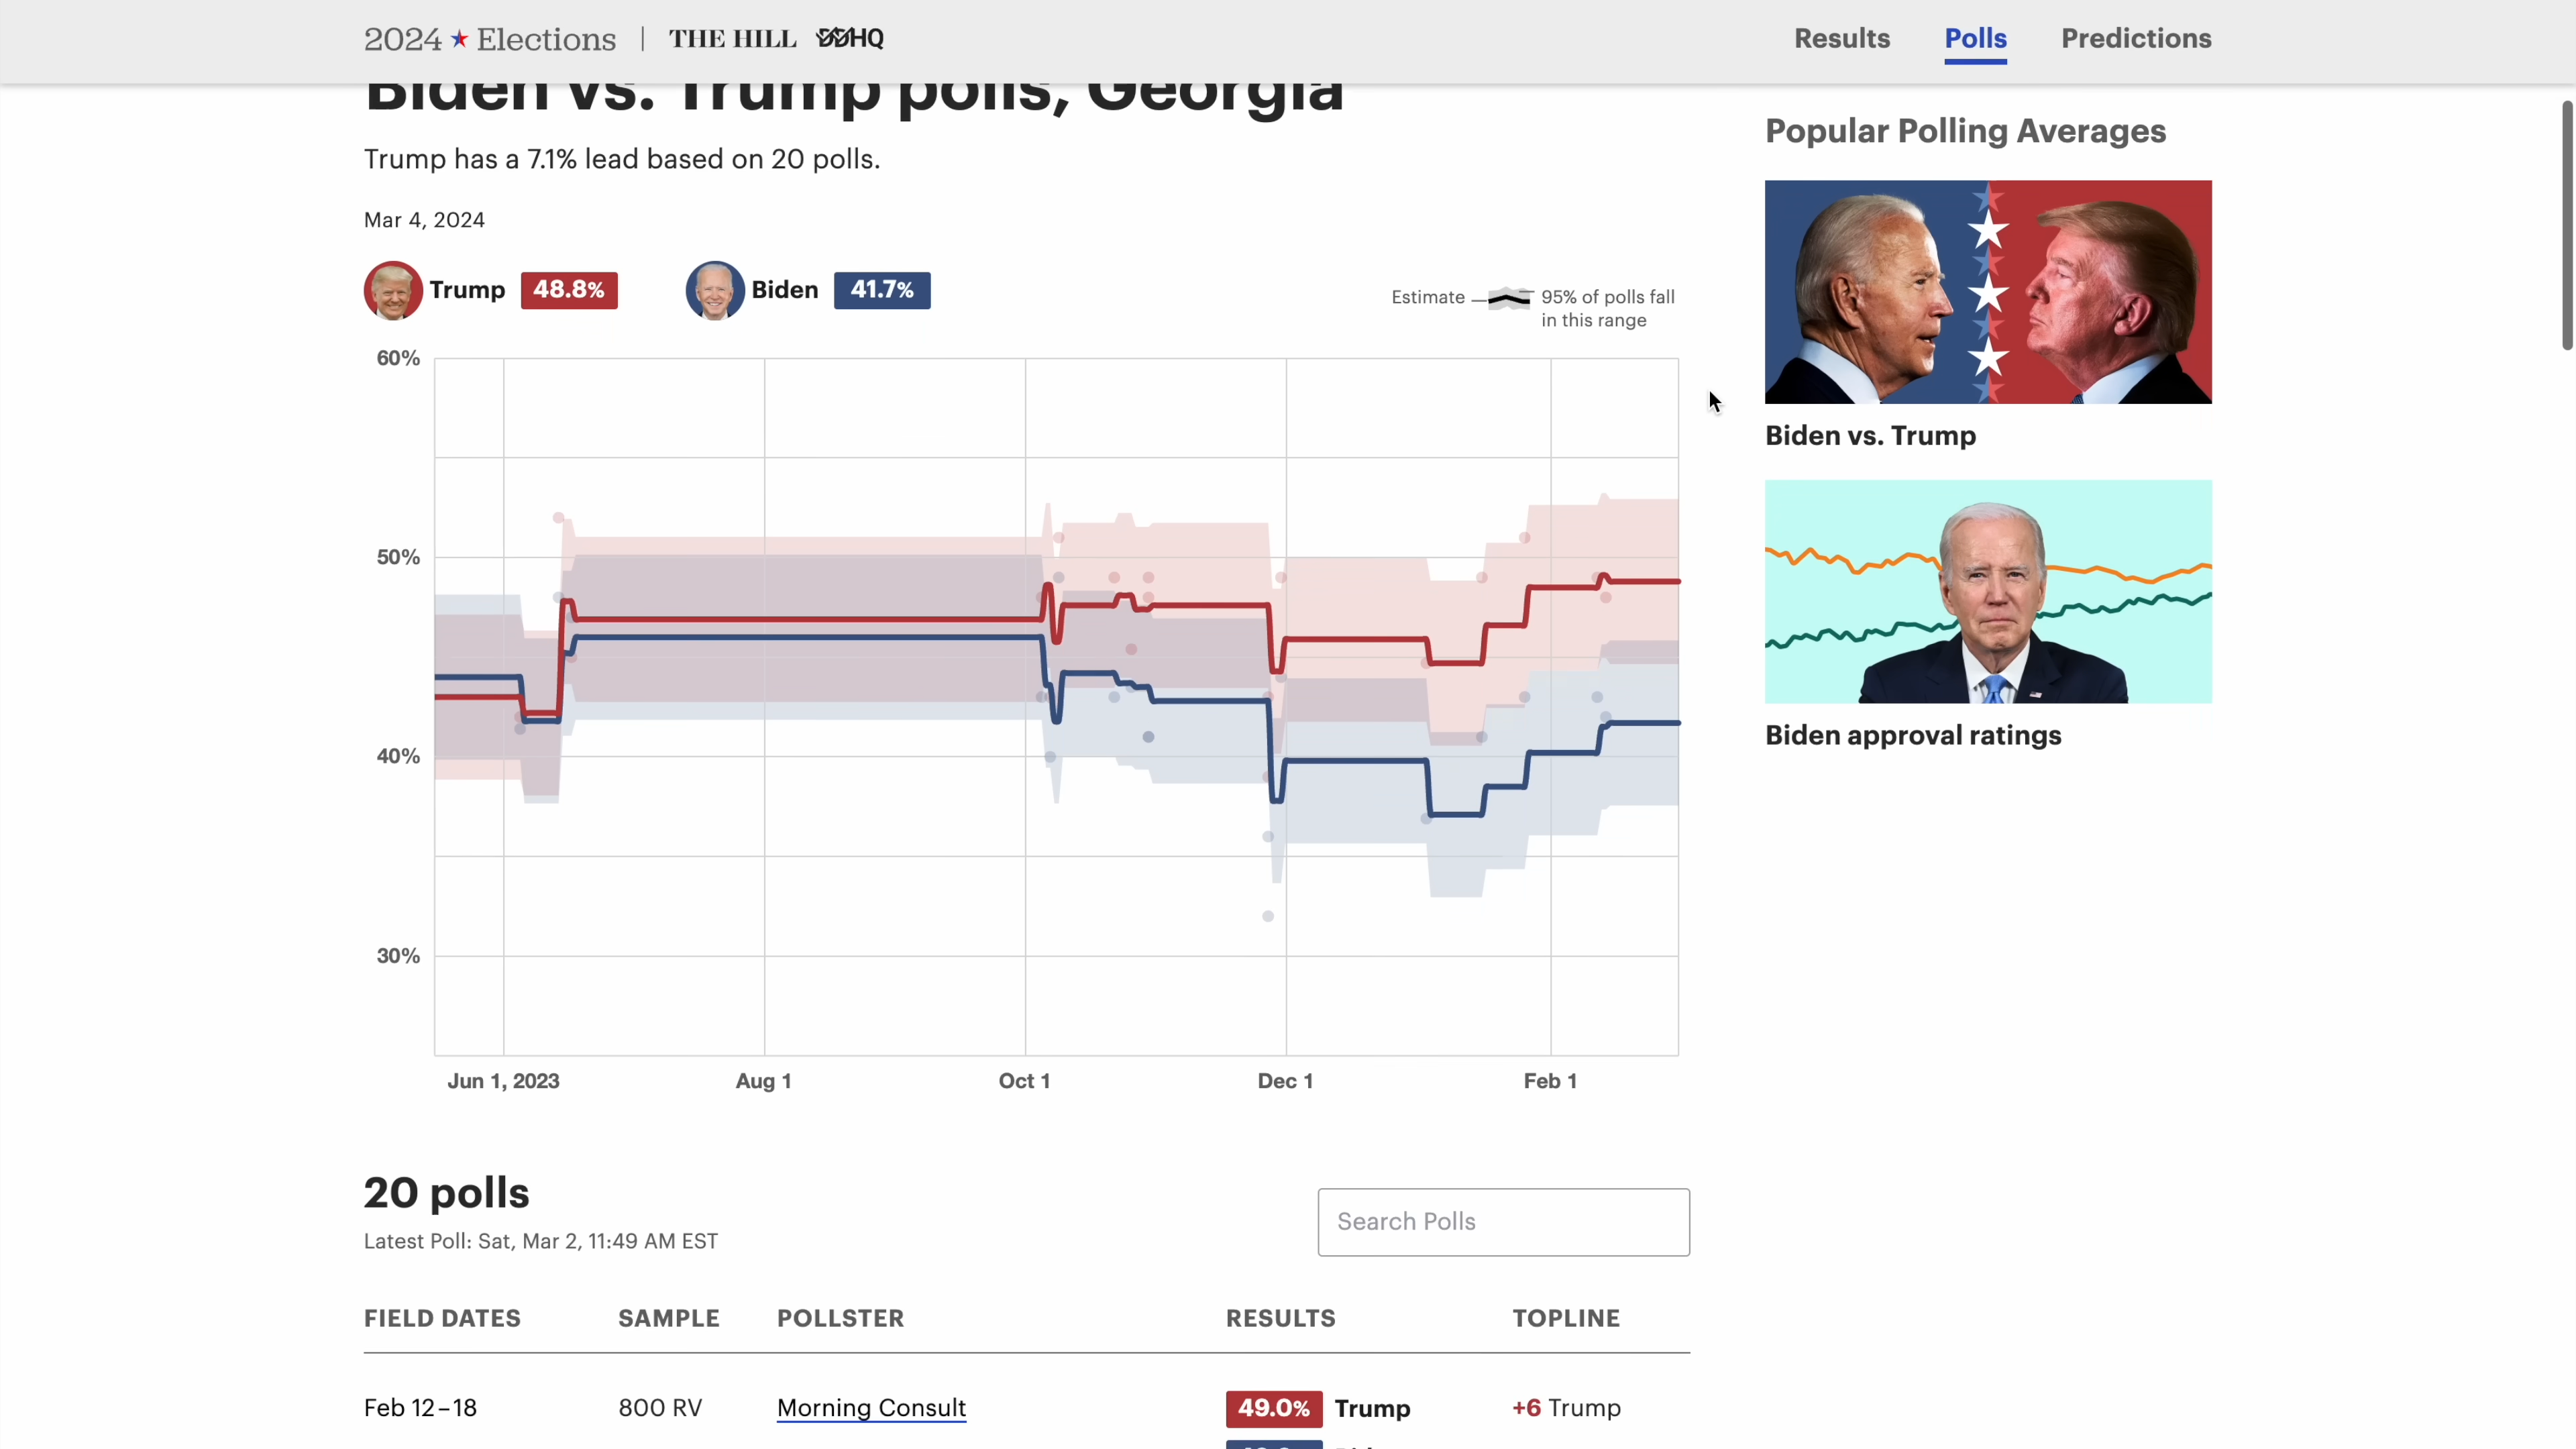 2024 ★ Elections | THE HILL DDHQ
Results Polls Predictions
Biden vs. Trump polls, Georgia
Trump has a 7.1% lead based on 20 polls.
Mar 4, 2024
Trump 48.8% Biden 41.7%
Estimate 95% of polls fall
in this range
60%
50%
40%
30%
Jun 1, 2023 Aug 1 Oct 1 Dec 1 Feb 1
Popular Polling Averages
Biden vs. Trump
Biden approval ratings
20 polls
Latest Poll: Sat, Mar 2, 11:49 AM EST
Search Polls
FIELD DATES SAMPLE POLLSTER RESULTS TOPLINE
Feb 12–18 800 RV Morning Consult 49.0% Trump +6 Trump